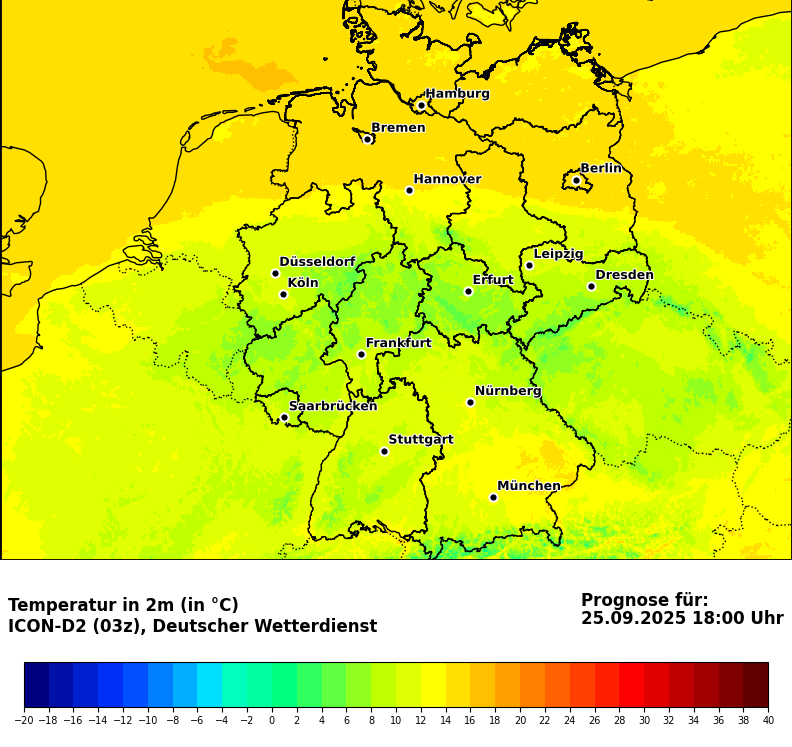 Hamburg
Bremen
Berlin
Hannover
Leipzig
Düsseldorf
Dresden
Köln
Erfurt
Frankfurt
Nürnberg
Saarbrücken
Stuttgart
München
Temperatur in 2m (in °C)
ICON-D2 (03z), Deutscher Wetterdienst
Prognose für:
25.09.2025 18:00 Uhr
−20 −18 −16 −14 −12 −10 −8 −6 −4 −2 0 2 4 6 8 10 12 14 16 18 20 22 24 26 28 30 32 34 36 38 40